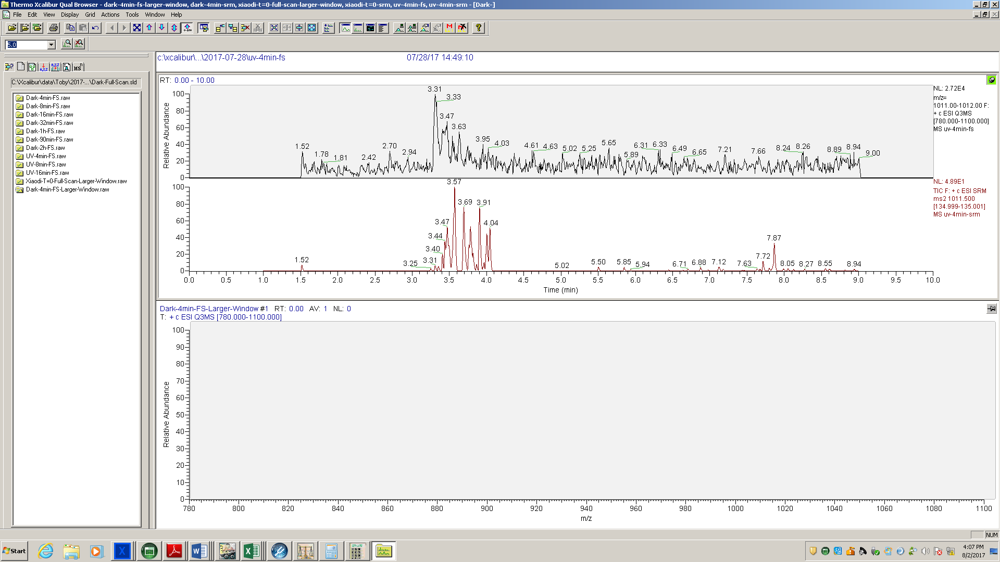 Thermo Xcalibur Qual Browser - dark-4min-fs-larger-window, dark-4min-srm, xiaodi-t=0-full-scan-larger-window, xiaodi-t=0-srm, uv-4min-fs, uv-4min-srm - [Dark-]
File Edit View Display Grid Actions Tools Window Help
5.0
C:\Xcalibur\data\Toby\2017-...\Dark-Full-Scan.sld
Dark-4min-FS.raw
Dark-8min-FS.raw
Dark-16min-FS.raw
Dark-32min-FS.raw
Dark-1h-FS.raw
Dark-90min-FS.raw
Dark-2h-FS.raw
UV-4min-FS.raw
UV-8min-FS.raw
UV-16min-FS.raw
Xiaodi-T=0-Full-Scan-Larger-Window.raw
Dark-4min-FS-Larger-Window.raw
c:\xcalibur\...\2017-07-28\uv-4min-fs 07/28/17 14:49:10
RT: 0.00 - 10.00
Relative Abundance
100
80
60
40
20
0
3.31
3.33
3.47
3.63
1.52 1.78 1.81 2.42 2.70 2.94 3.95 4.03 4.61 4.63 5.02 5.25 5.65 5.89 6.31 6.33 6.49 6.65 7.21 7.66 8.24 8.26 8.89 8.94 9.00
NL: 2.72E4
m/z=
1011.00-1012.00 F:
+ c ESI Q3MS
[780.000-1100.000]
MS uv-4min-fs
100
80
60
40
20
0
3.57
3.69 3.91
3.47 4.04
3.44
3.40
1.52 3.25 3.31 5.02 5.50 5.85 5.94 6.71 6.88 7.12 7.63 7.72 7.87 8.05 8.27 8.55 8.94
NL: 4.89E1
TIC F: + c ESI SRM
ms2 1011.500
[134.999-135.001]
MS uv-4min-srm
0.0 0.5 1.0 1.5 2.0 2.5 3.0 3.5 4.0 4.5 5.0 5.5 6.0 6.5 7.0 7.5 8.0 8.5 9.0 9.5 10.0
Time (min)
Dark-4min-FS-Larger-Window #1 RT: 0.00 AV: 1 NL: 0
T: + c ESI Q3MS [780.000-1100.000]
Relative Abundance
100
90
80
70
60
50
40
30
20
10
0
780 800 820 840 860 880 900 920 940 960 980 1000 1020 1040 1060 1080 1100
m/z
NUM
Start
4:07 PM
8/2/2017